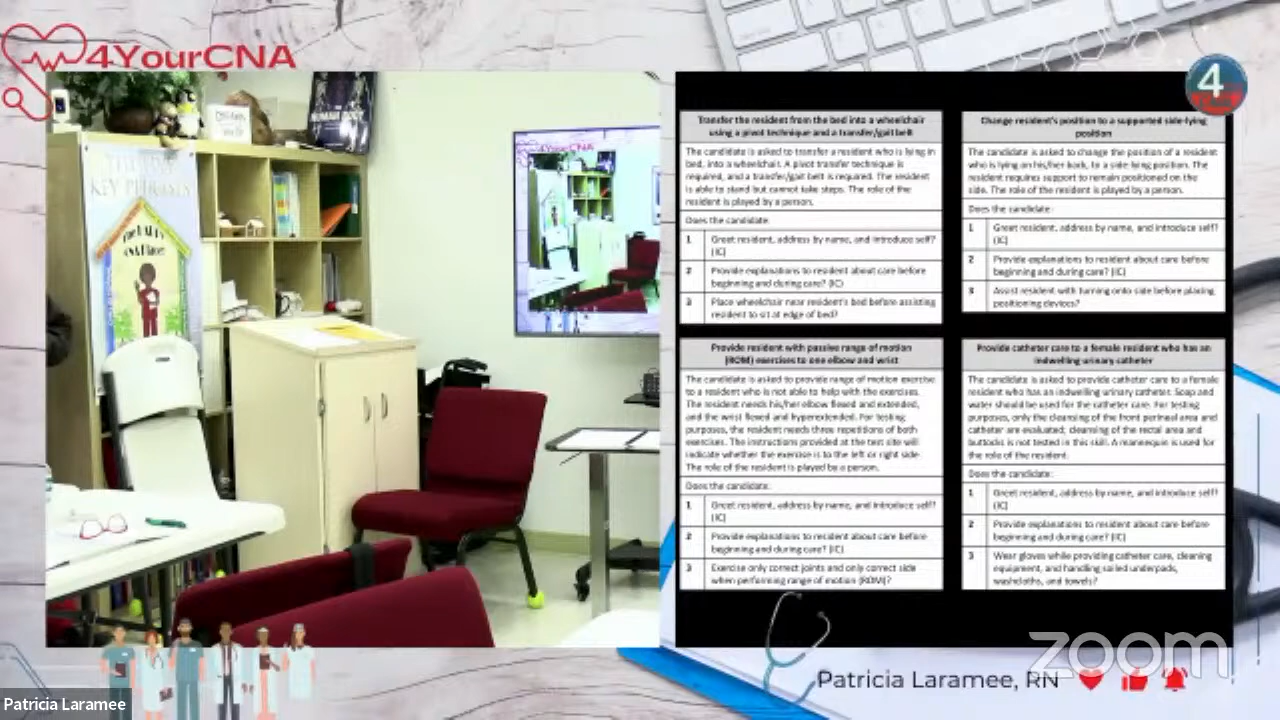 4YourCNA
4
KEY PHRASES
CNA Place
HUMAN BODY
4YourCNA
Transfer the resident from the bed into a wheelchair
using a pivot technique and a transfer/gait belt
The candidate is asked to transfer a resident who is lying in
bed, into a wheelchair. A pivot transfer technique is
required, and a transfer/gait belt is required. The resident
is able to stand but cannot take steps. The role of the
resident is played by a person.
Does the candidate:
1 Greet resident, address by name, and introduce self?
(IC)
2 Provide explanations to resident about care before
beginning and during care? (IC)
3 Place wheelchair near resident's bed before assisting
resident to sit at edge of bed?
Change resident's position to a supported side-lying
position
The candidate is asked to change the position of a resident
who is lying on his/her back, to a side-lying position. The
resident requires support to remain positioned on the
side. The role of the resident is played by a person.
Does the candidate:
1 Greet resident, address by name, and introduce self?
(IC)
2 Provide explanations to resident about care before
beginning and during care? (IC)
3 Assist resident with turning onto side before placing
positioning devices?
Provide resident with passive range of motion
(ROM) exercises to one elbow and wrist
The candidate is asked to provide range of motion exercise
to a resident who is not able to help with the exercises.
The resident needs his/her elbow flexed and extended,
and the wrist flexed and hyperextended. For testing
purposes, the resident needs three repetitions of both
exercises. The instructions provided at the test site will
indicate whether the exercise is to the left or right side.
The role of the resident is played by a person.
Does the candidate:
1 Greet resident, address by name, and introduce self?
(IC)
2 Provide explanations to resident about care before
beginning and during care? (IC)
3 Exercise only correct joints and only correct side
when performing range of motion (ROM)?
Provide catheter care to a female resident who has an
indwelling urinary catheter
The candidate is asked to provide catheter care to a female
resident who has an indwelling urinary catheter. Soap and
water should be used for the catheter care. For testing
purposes, only the cleansing of the front perineal area and
catheter are evaluated; cleansing of the rectal area and
buttocks is not tested in this skill. A mannequin is used for
the role of the resident.
Does the candidate:
1 Greet resident, address by name, and introduce self?
(IC)
2 Provide explanations to resident about care before
beginning and during care? (IC)
3 Wear gloves while providing catheter care, cleaning
equipment, and handling soiled underpads,
washcloths, and towels?
zoom
Patricia Laramee, RN
Patricia Laramee